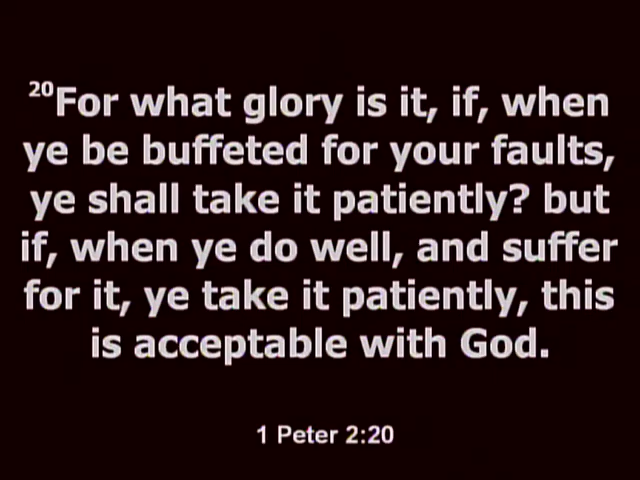 20For what glory is it, if, when
ye be buffeted for your faults,
ye shall take it patiently? but
if, when ye do well, and suffer
for it, ye take it patiently, this
is acceptable with God.
1 Peter 2:20